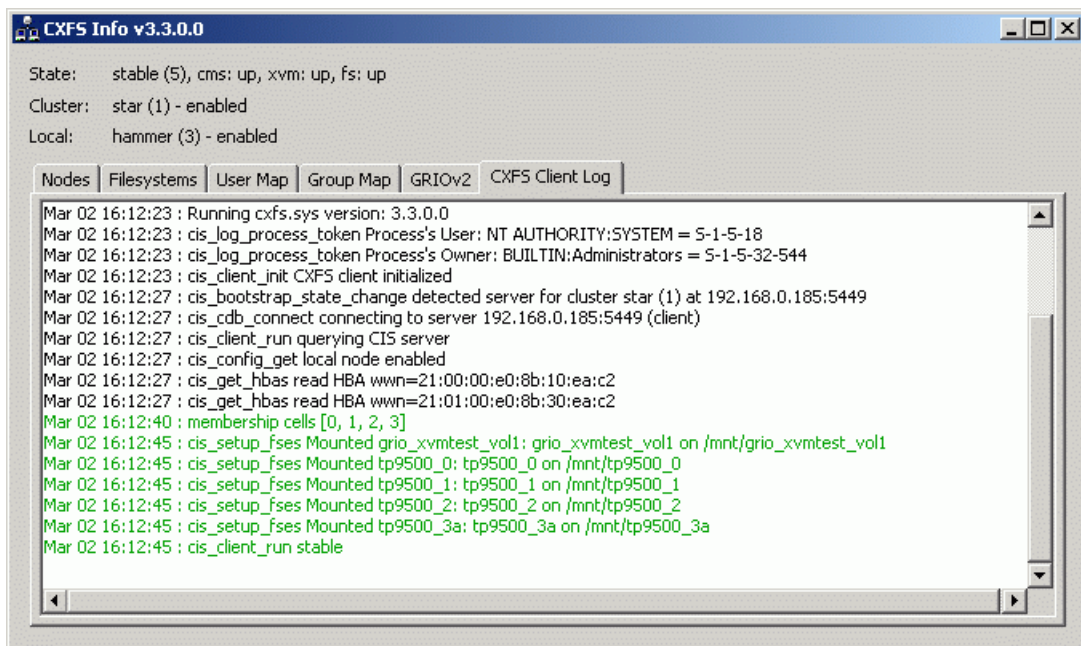 CXFS Info v3.3.0.0
State: stable (5), cms: up, xvm: up, fs: up
Cluster: star (1) - enabled
Local: hammer (3) - enabled
Nodes Filesystems User Map Group Map GRIOv2 CXFS Client Log
Mar 02 16:12:23 : Running cxfs.sys version: 3.3.0.0
Mar 02 16:12:23 : cis_log_process_token Process's User: NT AUTHORITY:SYSTEM = S-1-5-18
Mar 02 16:12:23 : cis_log_process_token Process's Owner: BUILTIN:Administrators = S-1-5-32-544
Mar 02 16:12:23 : cis_client_init CXFS client initialized
Mar 02 16:12:27 : cis_bootstrap_state_change detected server for cluster star (1) at 192.168.0.185:5449
Mar 02 16:12:27 : cis_cdb_connect connecting to server 192.168.0.185:5449 (client)
Mar 02 16:12:27 : cis_client_run querying CIS server
Mar 02 16:12:27 : cis_config_get local node enabled
Mar 02 16:12:27 : cis_get_hbas read HBA wwn=21:00:00:e0:8b:10:ea:c2
Mar 02 16:12:27 : cis_get_hbas read HBA wwn=21:01:00:e0:8b:30:ea:c2
Mar 02 16:12:40 : membership cells [0, 1, 2, 3]
Mar 02 16:12:45 : cis_setup_fses Mounted grio_xvmtest_vol1: grio_xvmtest_vol1 on /mnt/grio_xvmtest_vol1
Mar 02 16:12:45 : cis_setup_fses Mounted tp9500_0: tp9500_0 on /mnt/tp9500_0
Mar 02 16:12:45 : cis_setup_fses Mounted tp9500_1: tp9500_1 on /mnt/tp9500_1
Mar 02 16:12:45 : cis_setup_fses Mounted tp9500_2: tp9500_2 on /mnt/tp9500_2
Mar 02 16:12:45 : cis_setup_fses Mounted tp9500_3a: tp9500_3a on /mnt/tp9500_3a
Mar 02 16:12:45 : cis_client_run stable